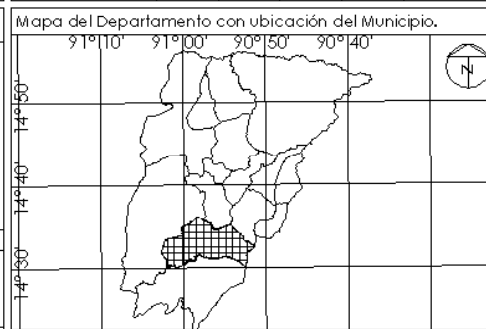 Mapa del Departamento con ubicación del Municipio.
91°10' 91°00' 90°50' 90°40'
N
14°50'
14°40'
14°30'